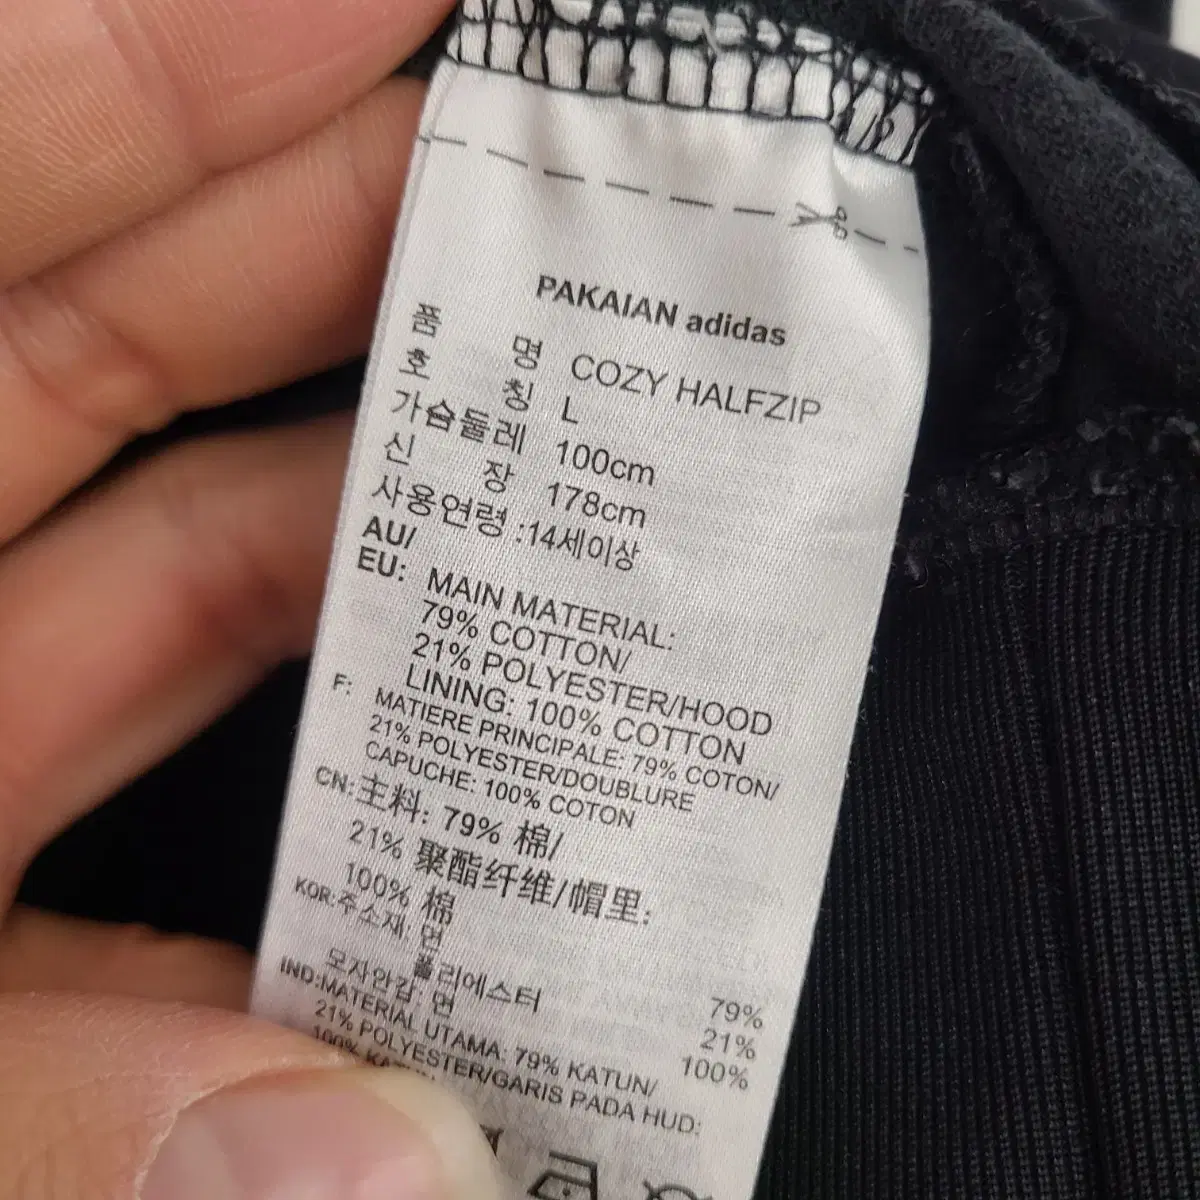 PAKAIAN adidas
품 명 COZY HALFZIP
호 칭 L
가슴둘레 100cm
신 장 178cm
사용연령 :14세이상
AU/
EU: MAIN MATERIAL:
79% COTTON/
21% POLYESTER/HOOD
LINING: 100% COTTON
F: MATIERE PRINCIPALE: 79% COTON/
21% POLYESTER/DOUBLURE
CAPUCHE: 100% COTON
CN: 主料: 79% 棉/
21% 聚酯纤维/帽里:
100% 棉
KOR:주소재: 면 79%
폴리에스터 21%
모자안감: 면 100%
IND:MATERIAL UTAMA: 79% KATUN/
21% POLYESTER/GARIS PADA HUD:
100% KATUN